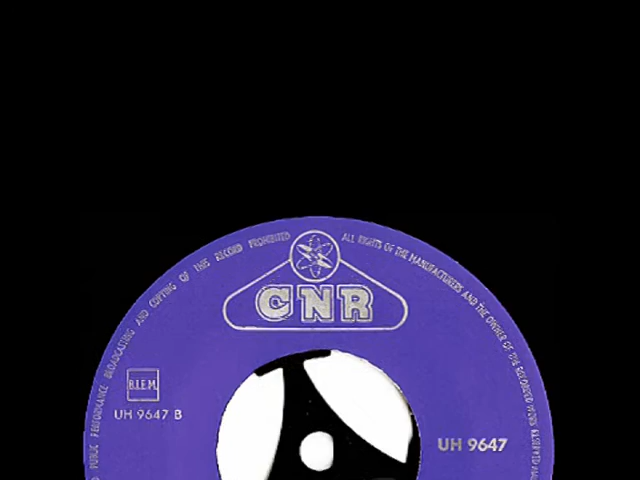 PUBLIC PERFORMANCE BROADCASTING AND COPYING OF THIS RECORD PROHIBITED
ALL RIGHTS OF THE MANUFACTURERS AND THE OWNER OF THE RECORDED WORK RESERVED
CNR
B.I.E.M.
UH 9647 B
UH 9647